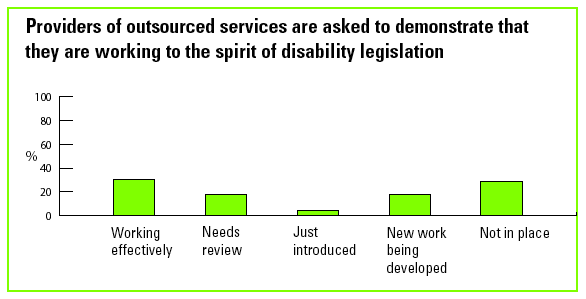 Providers of outsourced services are asked to demonstrate that
they are working to the spirit of disability legislation
100
80
60
%
40
20
0
Working
effectively
Needs
review
Just
introduced
New work
being
developed
Not in place